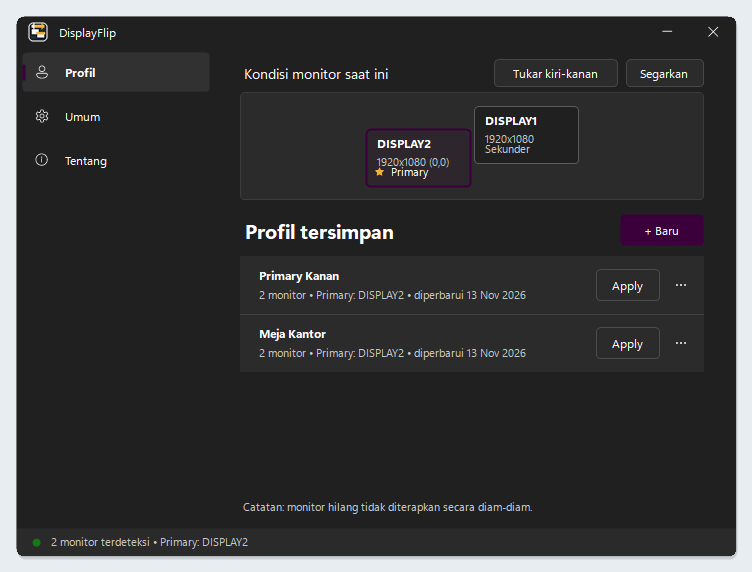 DisplayFlip
Profil
Umum
Tentang
Kondisi monitor saat ini
Tukar kiri-kanan
Segarkan
DISPLAY2
1920x1080 (0,0)
Primary
DISPLAY1
1920x1080
Sekunder
Profil tersimpan
+ Baru
Primary Kanan
2 monitor • Primary: DISPLAY2 • diperbarui 13 Nov 2026
Apply
Meja Kantor
2 monitor • Primary: DISPLAY2 • diperbarui 13 Nov 2026
Apply
Catatan: monitor hilang tidak diterapkan secara diam-diam.
2 monitor terdeteksi • Primary: DISPLAY2